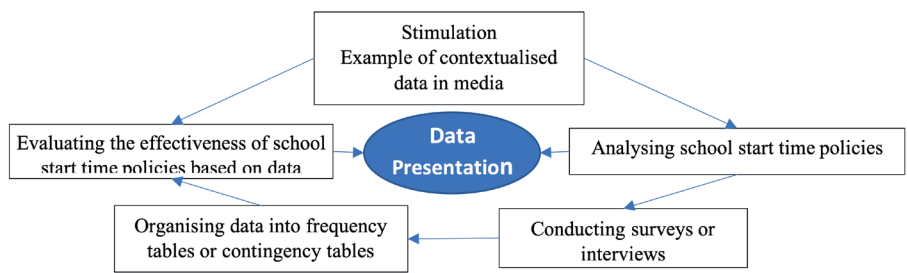 Stimulation
Example of contextualised
data in media
Evaluating the effectiveness of school
start time policies based on data
Data
Presentation
Analysing school start time policies
Organising data into frequency
tables or contingency tables
Conducting surveys or
interviews